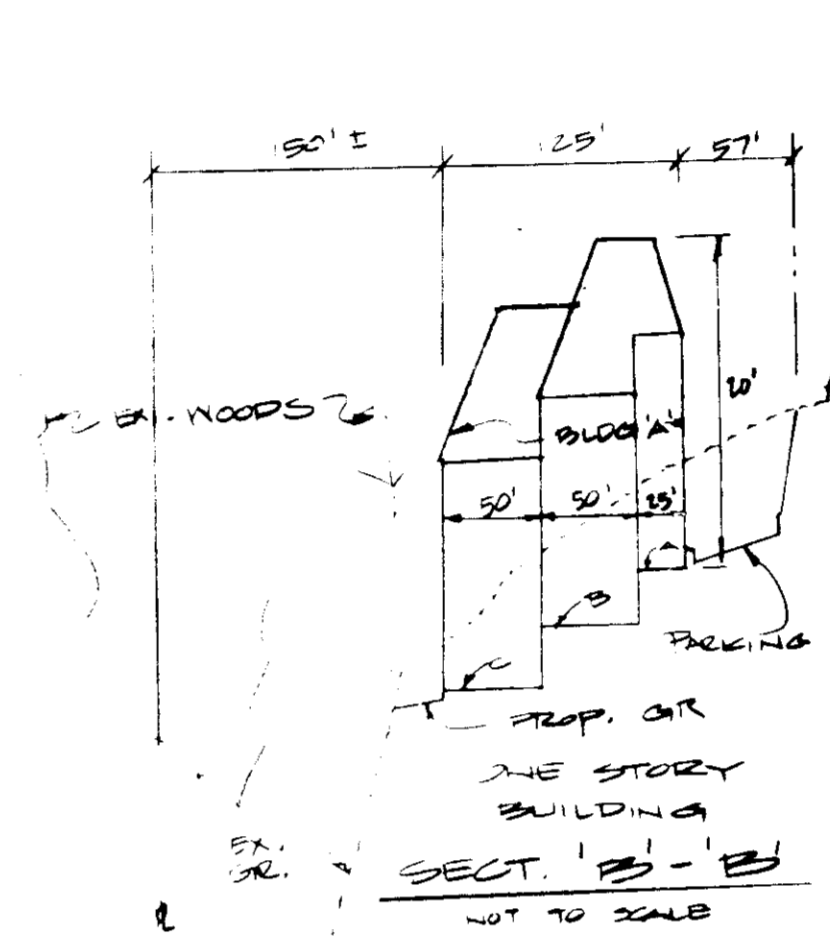 150' ±
125'
57'
20'
EX. WOODS
BLDG 'A'
50'
50'
25'
A
B
C
PARKING
PROP. GR
ONE STORY
BUILDING
EX.
GR.
SECT. 'B'-'B'
NOT TO SCALE